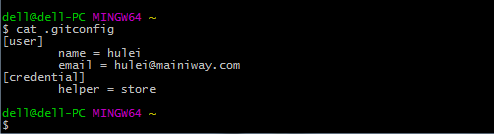 dell@dell-PC MINGW64 ~
$ cat .gitconfig
[user]
        name = hulei
        email = hulei@mainiway.com
[credential]
        helper = store

dell@dell-PC MINGW64 ~
$